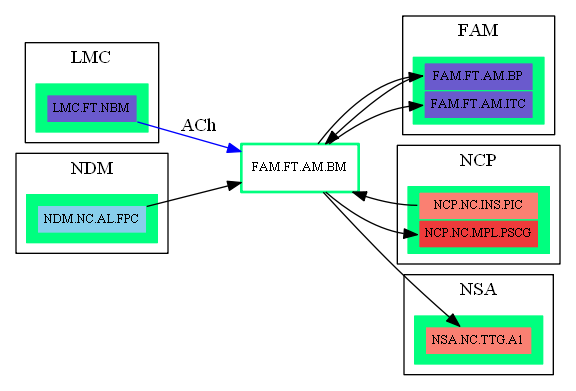 LMC
LMC.FT.NBM
ACh
NDM
NDM.NC.AL.FPC
FAM.FT.AM.BM
FAM
FAM.FT.AM.BP
FAM.FT.AM.ITC
NCP
NCP.NC.INS.PIC
NCP.NC.MPL.PSCG
NSA
NSA.NC.TTG.A1